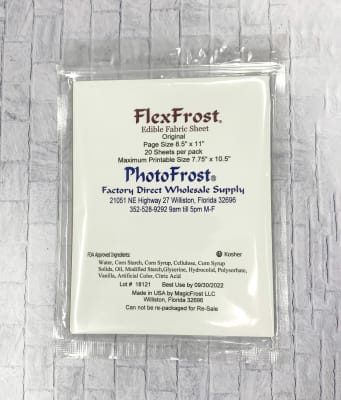 FlexFrost®
Edible Fabric Sheet
Original
Page Size 8.5" x 11"
20 Sheets per pack
Maximum Printable Size 7.75" x 10.5"
PhotoFrost®
Factory Direct Wholesale Supply
21051 NE Highway 27 Williston, Florida 32696
352-528-9292 9am till 5pm M-F
FDA Approved Ingredients:
Kosher
Water, Corn Starch, Corn Syrup, Cellulose, Corn Syrup
Solids, Oil, Modified Starch,Glyserine, Hydrocolid, Polysorbate,
Vanilla, Artificial Color, Citric Acid
Lot # 18121 Best Use by 09/30/2022
Made in USA by MagicFrost LLC
Williston, Florida 32696
Can not be re-packaged for Re-Sale